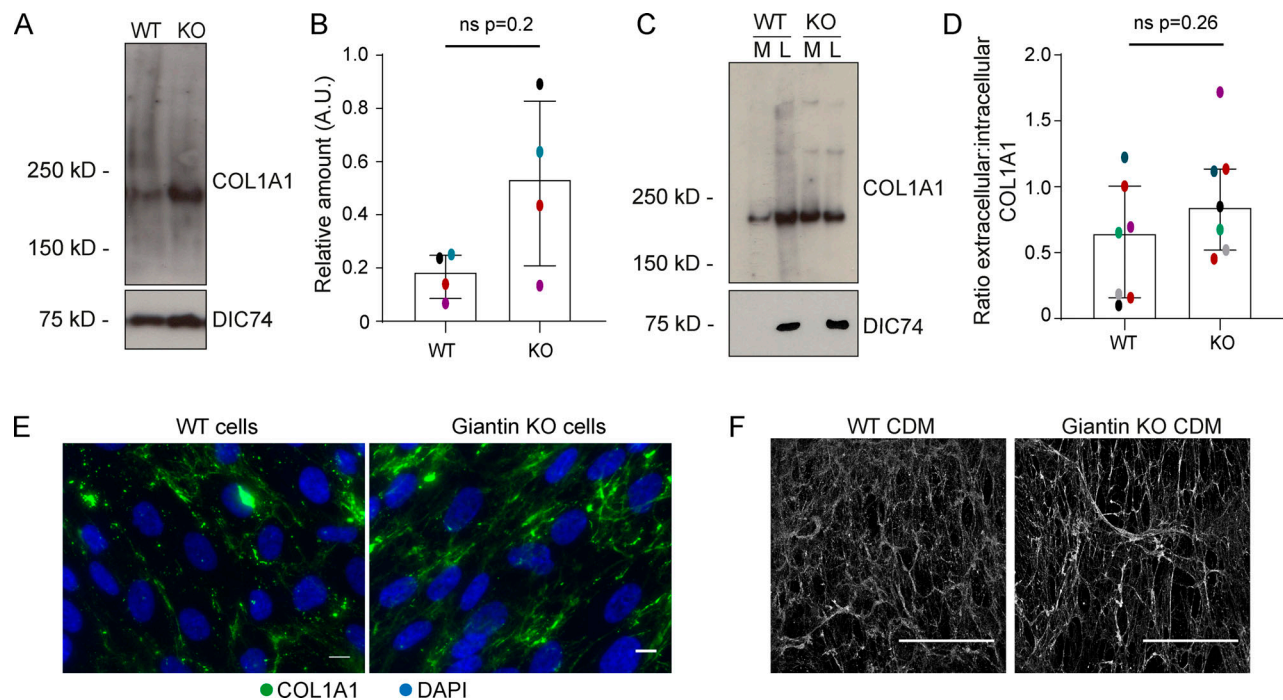 A
WT KO
250 kD -
COL1A1
150 kD -
75 kD -
DIC74
B
ns p=0.2
Relative amount (A.U.)
1.0
0.8
0.6
0.4
0.2
0
WT
KO
C
WT KO
M L M L
COL1A1
250 kD -
150 kD -
75 kD -
DIC74
D
ns p=0.26
Ratio extracellular:intracellular
COL1A1
2.0
1.5
1.0
0.5
0
WT
KO
E
WT cells
Giantin KO cells
COL1A1
DAPI
F
WT CDM
Giantin KO CDM